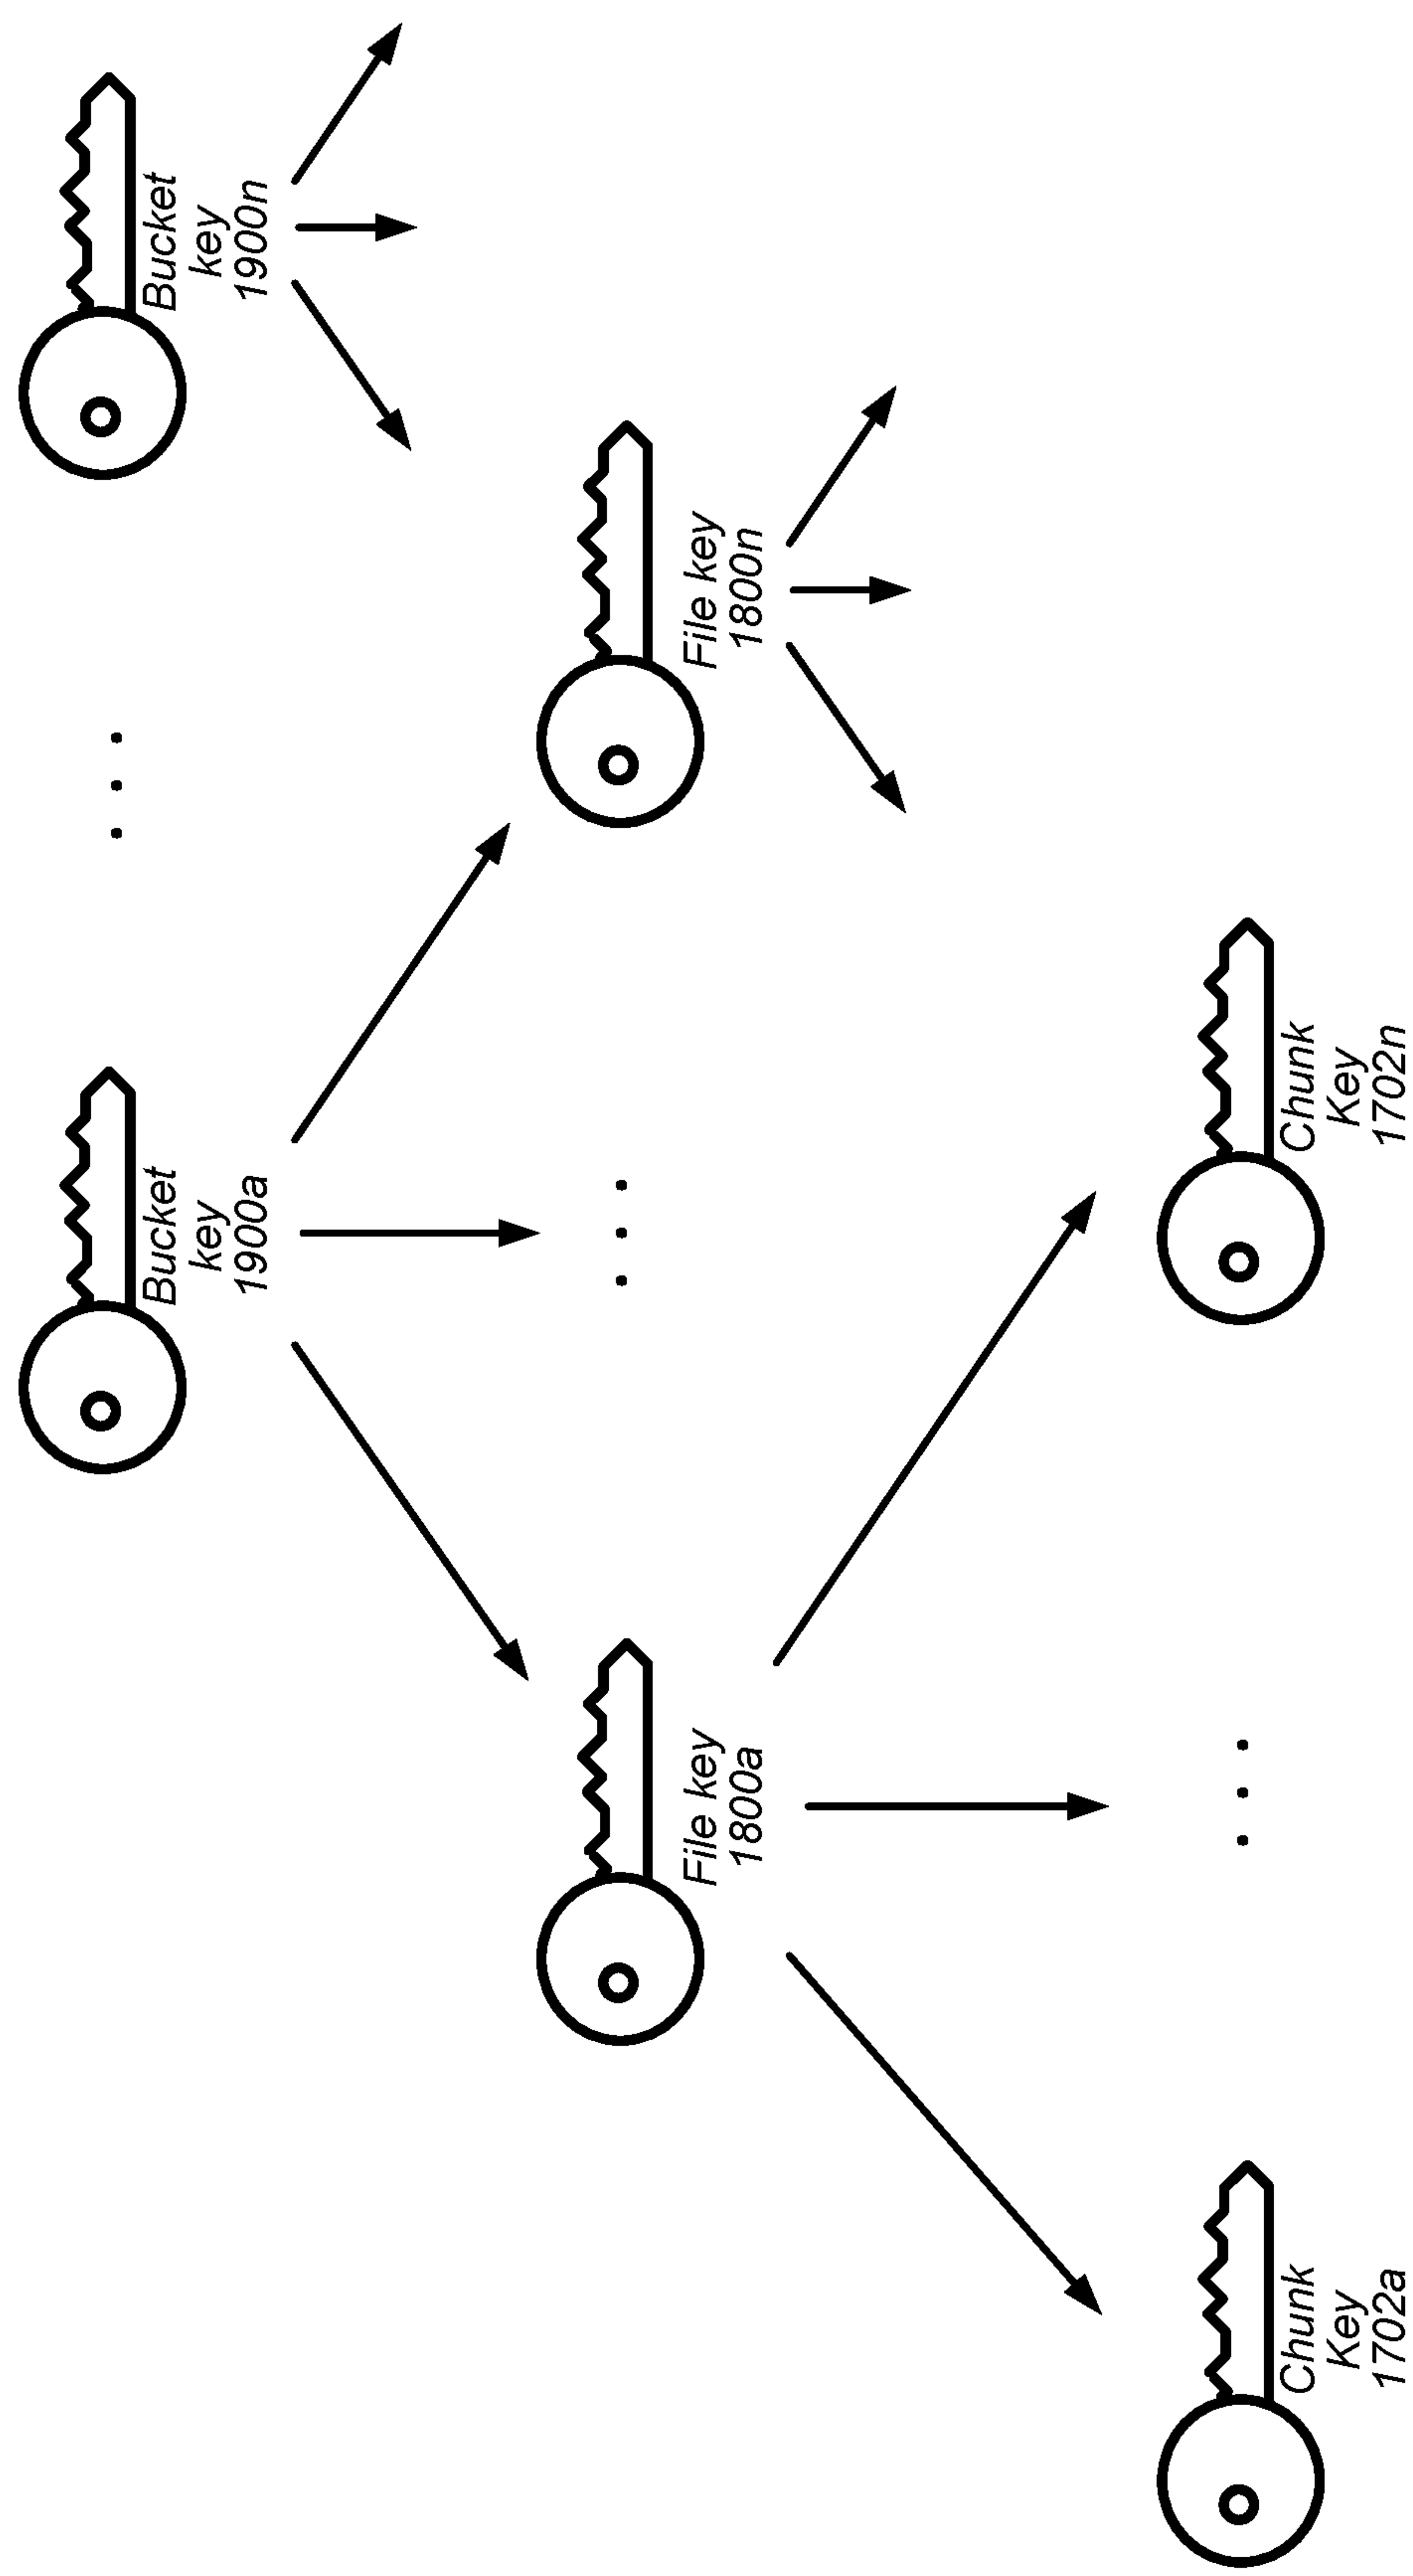 Bucket
key
1900a
Bucket
key
1900n
File key
1800a
File key
1800n
Chunk
Key
1702a
Chunk
Key
1702n